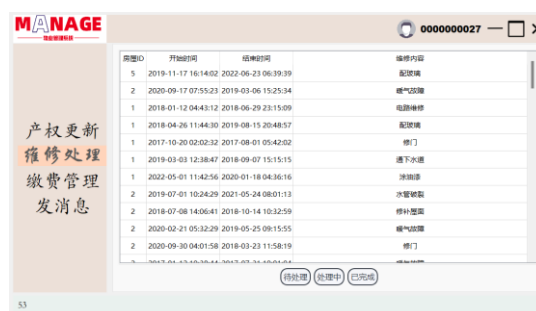 MANAGE
物业管理系统
0000000027
产权更新
维修处理
缴费管理
发消息
房屋ID 开始时间 结束时间 维修内容
5 2019-11-17 16:14:02 2022-06-23 06:39:39 配玻璃
2 2020-09-17 07:55:23 2019-03-06 15:25:34 暖气故障
1 2018-01-12 04:43:12 2018-06-29 23:15:09 电路维修
1 2018-04-26 11:44:30 2019-08-15 20:48:57 配玻璃
1 2017-10-20 02:02:32 2017-08-01 05:42:02 修门
1 2019-03-03 12:38:47 2018-09-07 15:15:15 通下水道
1 2022-05-01 11:42:56 2020-01-18 04:36:16 涂油漆
2 2019-07-01 10:24:29 2021-05-24 08:01:13 水管破裂
2 2018-07-08 14:06:41 2018-10-14 10:32:59 修补屋面
2 2020-02-21 05:32:29 2019-05-25 09:15:55 暖气故障
2 2020-09-30 04:01:58 2018-03-23 11:58:19 修门
待处理 处理中 已完成
53